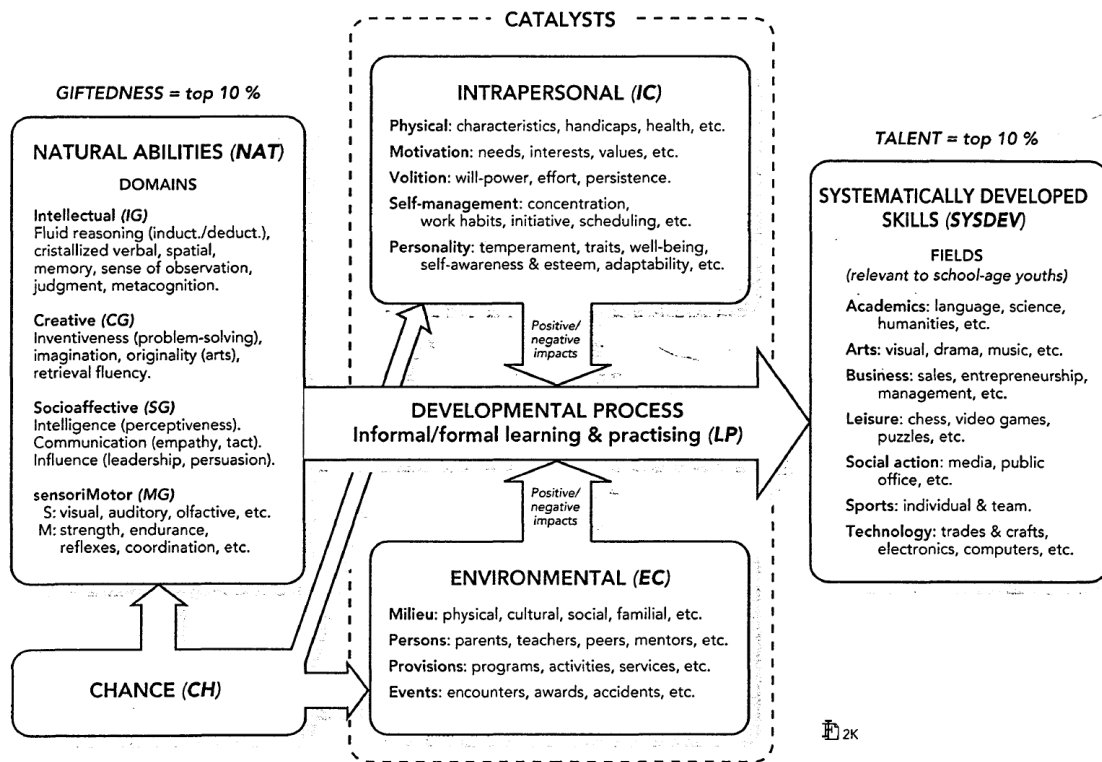 CATALYSTS
GIFTEDNESS = top 10 %
NATURAL ABILITIES (NAT)
DOMAINS
Intellectual (IG)
Fluid reasoning (induct./deduct.),
cristallized verbal, spatial,
memory, sense of observation,
judgment, metacognition.
Creative (CG)
Inventiveness (problem-solving),
imagination, originality (arts),
retrieval fluency.
Socioaffective (SG)
Intelligence (perceptiveness).
Communication (empathy, tact).
Influence (leadership, persuasion).
sensoriMotor (MG)
S: visual, auditory, olfactive, etc.
M: strength, endurance,
reflexes, coordination, etc.
CHANCE (CH)
INTRAPERSONAL (IC)
Physical: characteristics, handicaps, health, etc.
Motivation: needs, interests, values, etc.
Volition: will-power, effort, persistence.
Self-management: concentration,
work habits, initiative, scheduling, etc.
Personality: temperament, traits, well-being,
self-awareness & esteem, adaptability, etc.
Positive/
negative
impacts
DEVELOPMENTAL PROCESS
Informal/formal learning & practising (LP)
Positive/
negative
impacts
ENVIRONMENTAL (EC)
Milieu: physical, cultural, social, familial, etc.
Persons: parents, teachers, peers, mentors, etc.
Provisions: programs, activities, services, etc.
Events: encounters, awards, accidents, etc.
TALENT = top 10 %
SYSTEMATICALLY DEVELOPED
SKILLS (SYSDEV)
FIELDS
(relevant to school-age youths)
Academics: language, science,
humanities, etc.
Arts: visual, drama, music, etc.
Business: sales, entrepreneurship,
management, etc.
Leisure: chess, video games,
puzzles, etc.
Social action: media, public
office, etc.
Sports: individual & team.
Technology: trades & crafts,
electronics, computers, etc.
2K